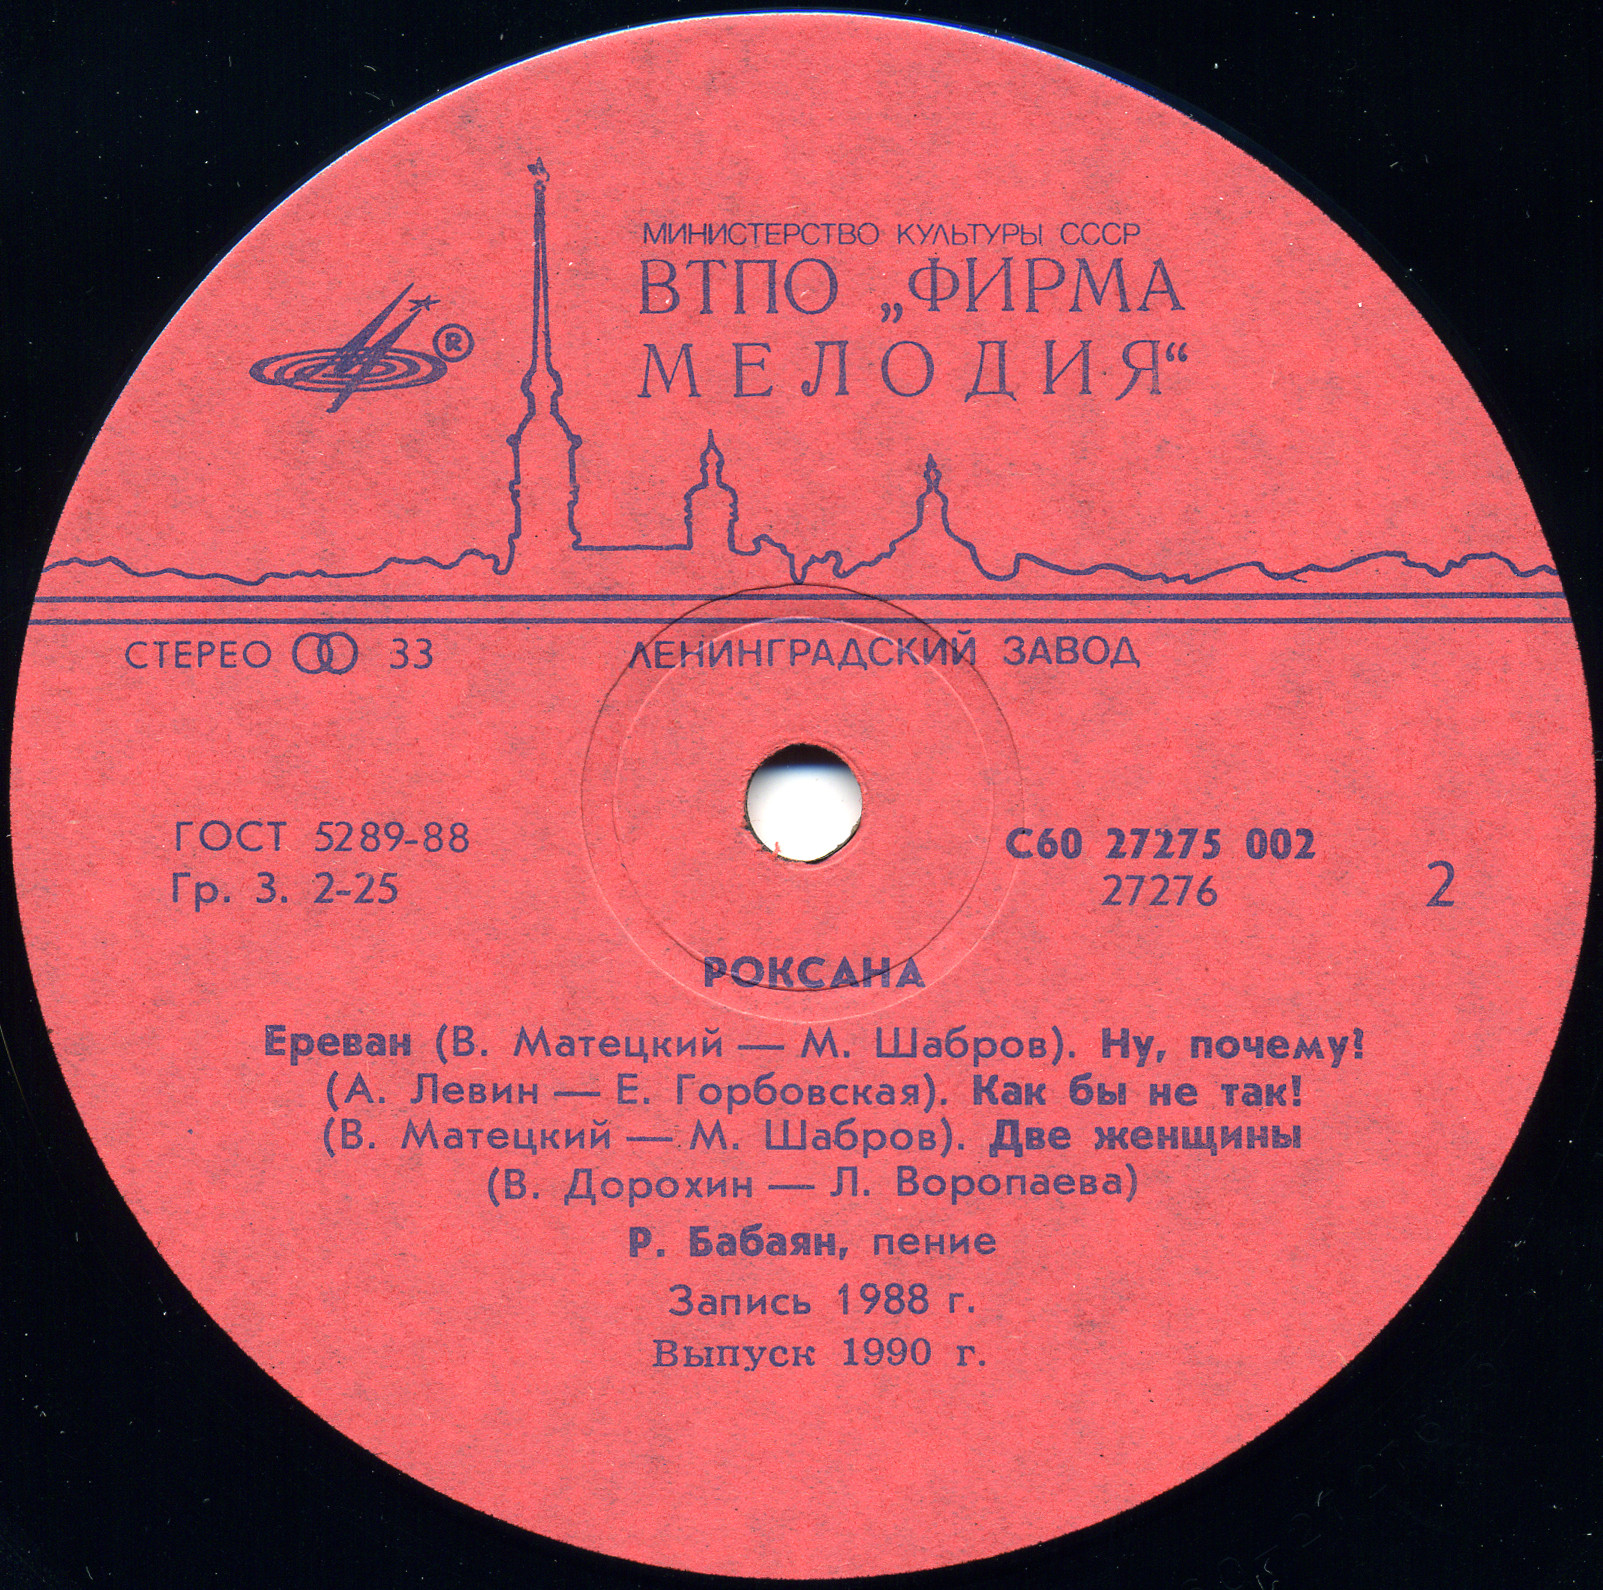 МИНИСТЕРСТВО КУЛЬТУРЫ СССР
ВТПО „ФИРМА
МЕЛОДИЯ“
®
СТЕРЕО 33 ЛЕНИНГРАДСКИЙ ЗАВОД
ГОСТ 5289-88 С60 27275 002
Гр. 3. 2-25 27276 2
РОКСАНА
Ереван (В. Матецкий — М. Шабров). Ну, почему?
(А. Левин — Е. Горбовская). Как бы не так!
(В. Матецкий — М. Шабров). Две женщины
(В. Дорохин — Л. Воропаева)
Р. Бабаян, пение
Запись 1988 г.
Выпуск 1990 г.